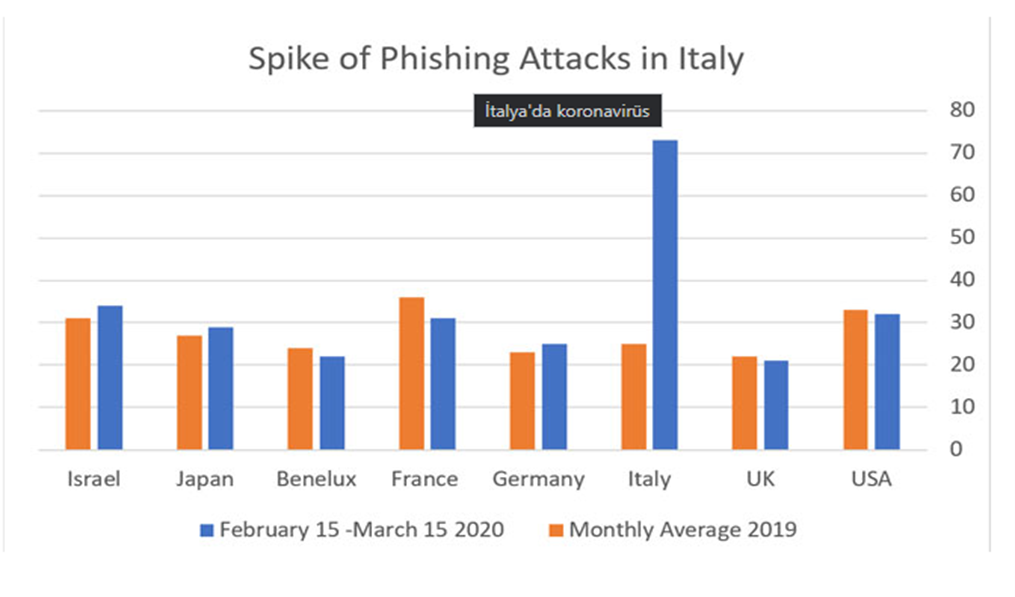 Spike of Phishing Attacks in Italy
İtalya'da koronavirüs
80
70
60
50
40
30
20
10
0
Israel Japan Benelux France Germany Italy UK USA
February 15 -March 15 2020 Monthly Average 2019